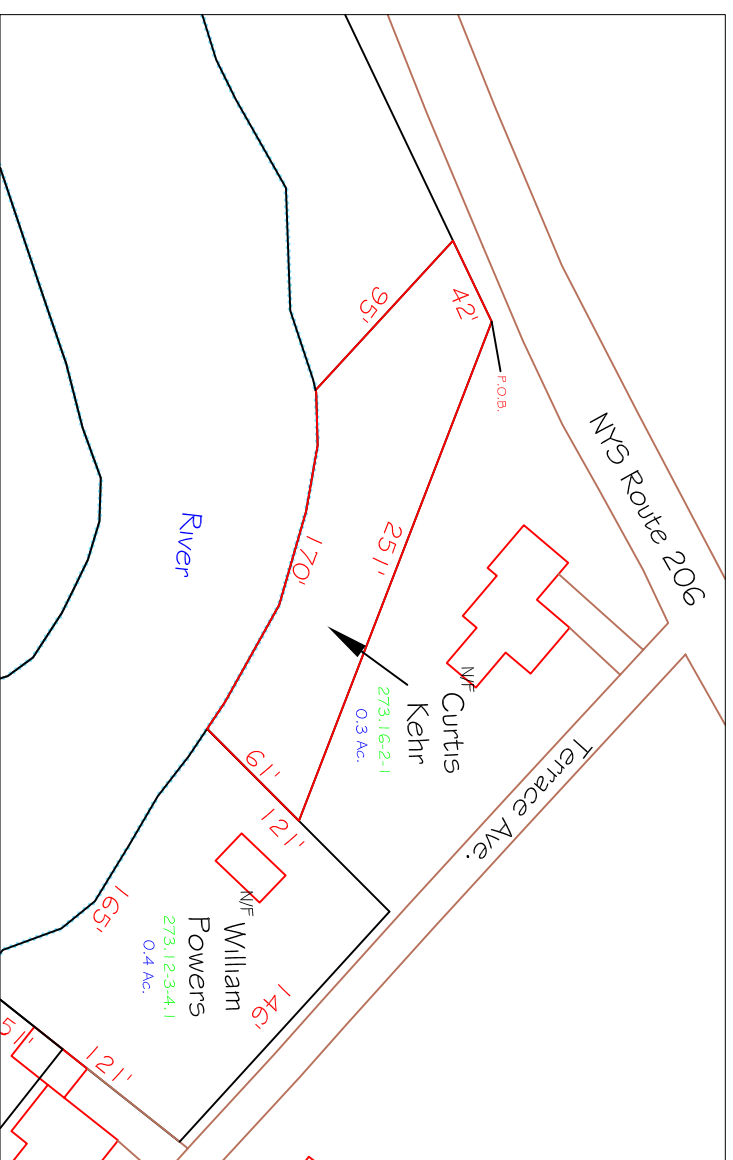 42'
95'
P.O.B.
NYS Route 206
251'
170'
River
N/F
Curtis
Kehr
273.16-2-1
0.3 Ac.
Terrace Ave.
61'
121'
N/F
William
Powers
273.12-3-4.1
0.4 Ac.
165'
146'
51'
121'